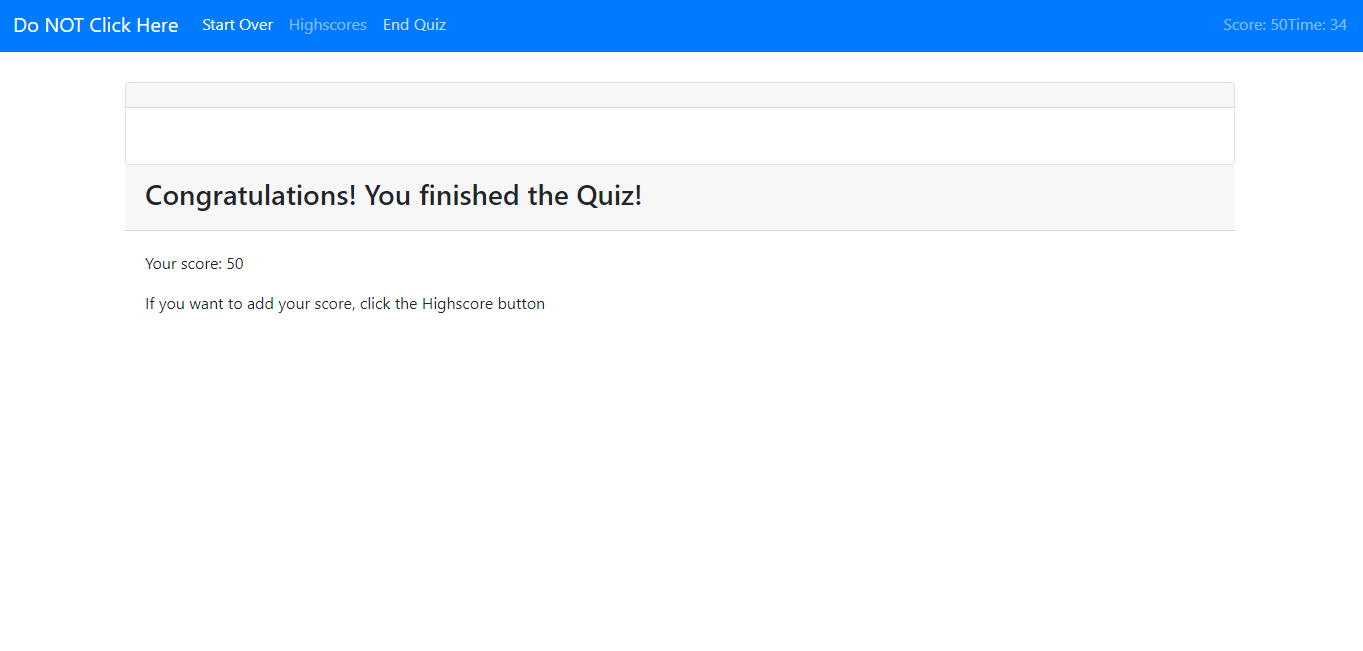 Do NOT Click Here Start Over Highscores End Quiz Score: 50Time: 34
Congratulations! You finished the Quiz!
Your score: 50
If you want to add your score, click the Highscore button